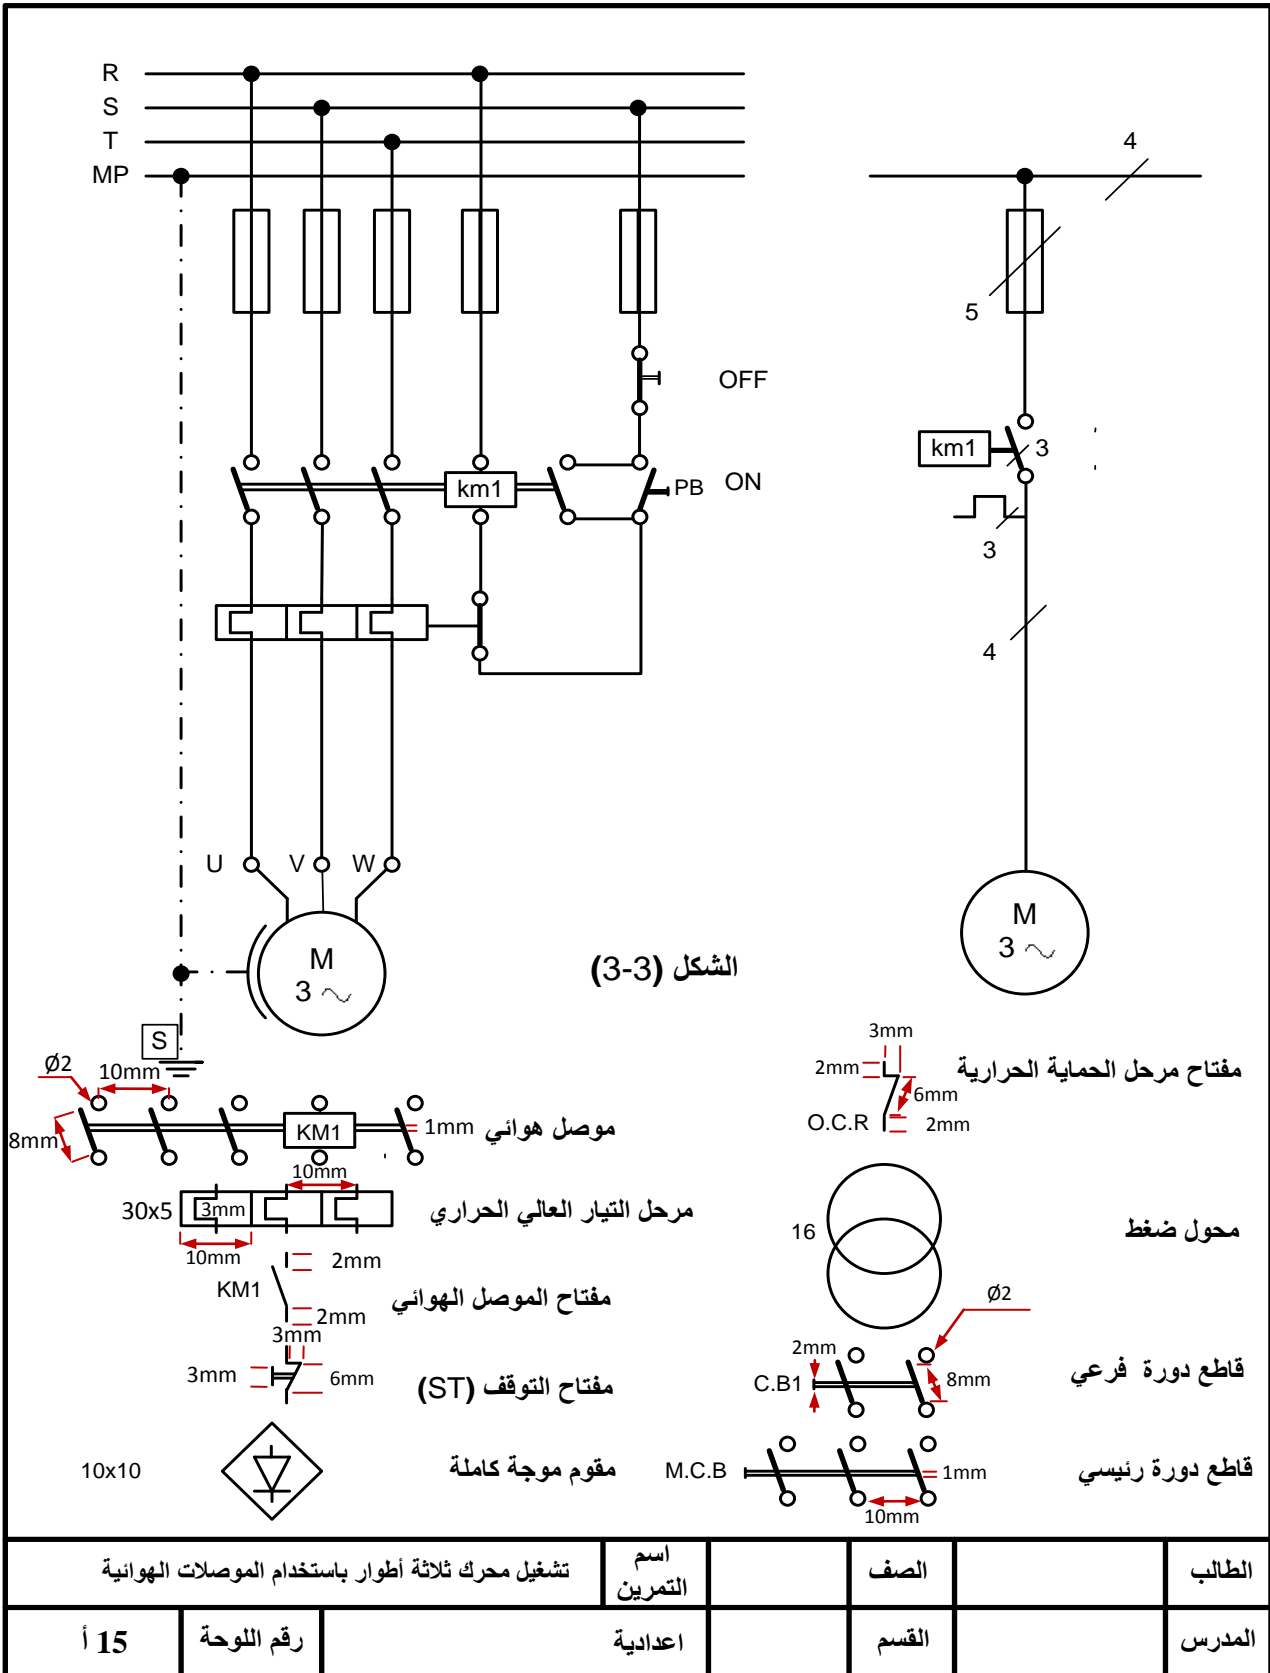 R
S
T
MP
4
5
OFF
km1
3
km1
PB
ON
3
4
U
V
W
M
3
M
3
الشكل (3-3)
S
Ø2
10mm
8mm
KM1
1mm
موصل هوائي
3mm
2mm
6mm
O.C.R
2mm
مفتاح مرحل الحماية الحرارية
10mm
30x5
3mm
10mm
مرحل التيار العالي الحراري
16
محول ضغط
2mm
KM1
2mm
مفتاح الموصل الهوائي
3mm
3mm
6mm
مفتاح التوقف (ST)
Ø2
2mm
C.B1
8mm
قاطع دورة فرعي
10x10
مقوم موجة كاملة
M.C.B
1mm
10mm
قاطع دورة رئيسي
الطالب
الصف
اسم التمرين
تشغيل محرك ثلاثة أطوار باستخدام الموصلات الهوائية
المدرس
القسم
اعدادية
رقم اللوحة
15 أ